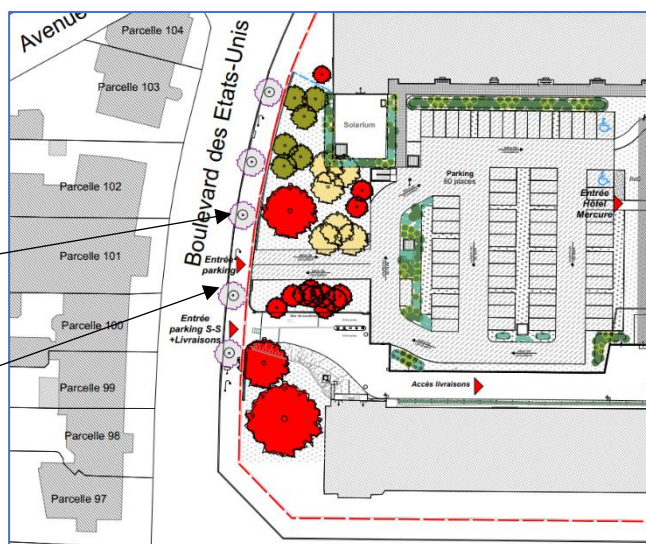 Avenue
Parcelle 104
Parcelle 103
Boulevard des Etats-Unis
Solarium
Parking
60 places
Parcelle 102
Entrée
Hôtel
Mercure
Parcelle 101
Entrée
parking
Entrée
parking S-S
+Livraisons
Parcelle 100
Parcelle 99
Accès livraisons
Parcelle 98
Parcelle 97